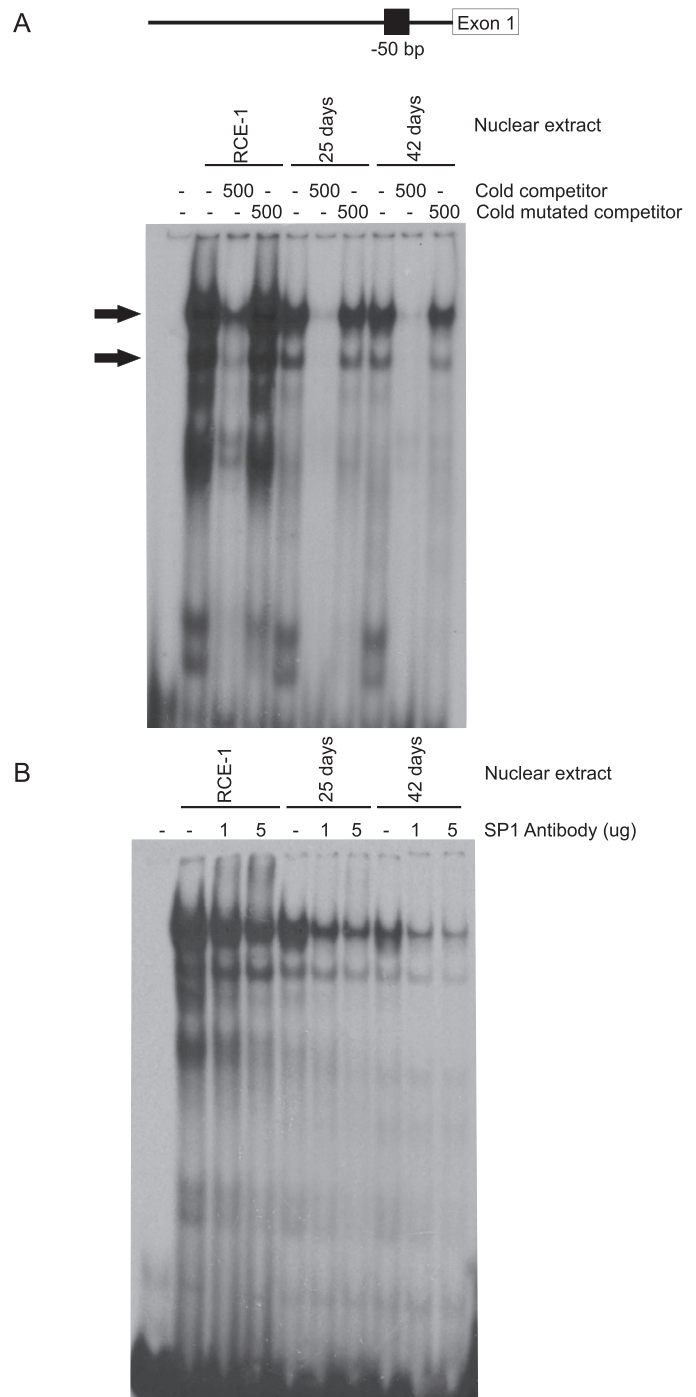 A
Exon 1
-50 bp
RCE-1 25 days 42 days Nuclear extract
- - 500 - - 500 - - 500 - Cold competitor
- - - 500 - - 500 - - 500 Cold mutated competitor
B
RCE-1 25 days 42 days Nuclear extract
- - 1 5 - 1 5 - 1 5 SP1 Antibody (ug)